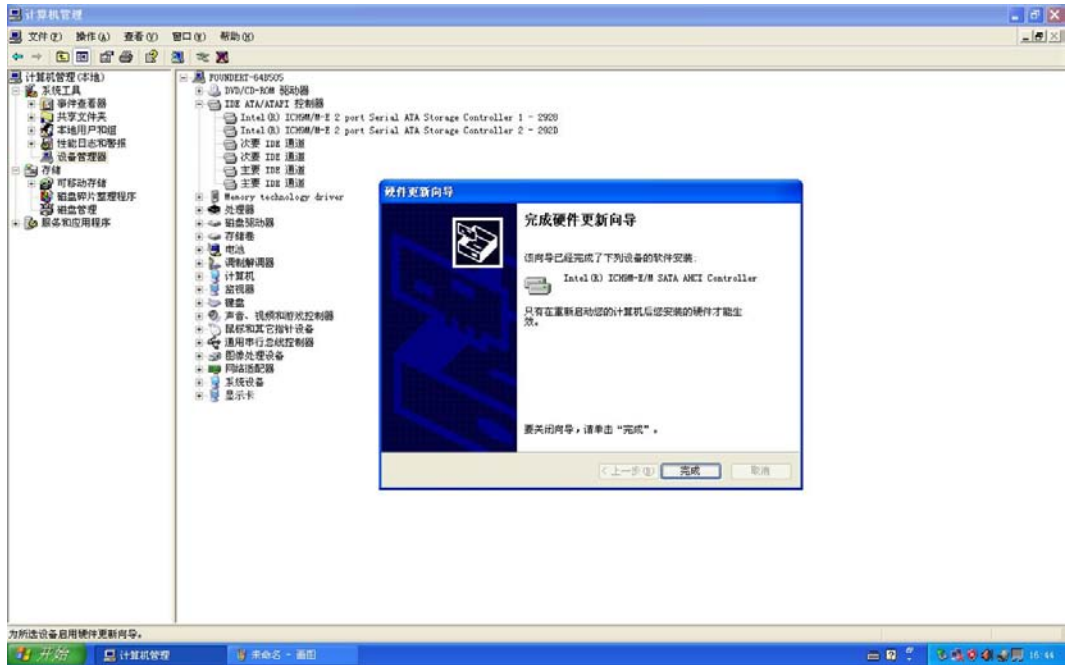 计算机管理
文件(F) 操作(A) 查看(V) 窗口(W) 帮助(H)
计算机管理(本地)
系统工具
事件查看器
共享文件夹
本地用户和组
性能日志和警报
设备管理器
存储
可移动存储
磁盘碎片整理程序
磁盘管理
服务和应用程序
FOUNDERT-648505
DVD/CD-ROM 驱动器
IDE ATA/ATAPI 控制器
Intel(R) ICH9M/M-E 2 port Serial ATA Storage Controller 1 - 2928
Intel(R) ICH9M/M-E 2 port Serial ATA Storage Controller 2 - 292D
次要 IDE 通道
次要 IDE 通道
主要 IDE 通道
主要 IDE 通道
Memory technology driver
处理器
磁盘驱动器
存储卷
电池
调制解调器
计算机
监视器
键盘
声音、视频和游戏控制器
鼠标和其它指针设备
通用串行总线控制器
图像处理设备
网络适配器
系统设备
显示卡
硬件更新向导
完成硬件更新向导
该向导已经完成了下列设备的软件安装:
Intel(R) ICH9M-E/M SATA AHCI Controller
只有在重新启动您的计算机后您安装的硬件才能生
效。
要关闭向导,请单击“完成”。
<上一步(B) 完成 取消
为所选设备启用硬件更新向导。
开始 计算机管理 未命名 - 画图 16:44